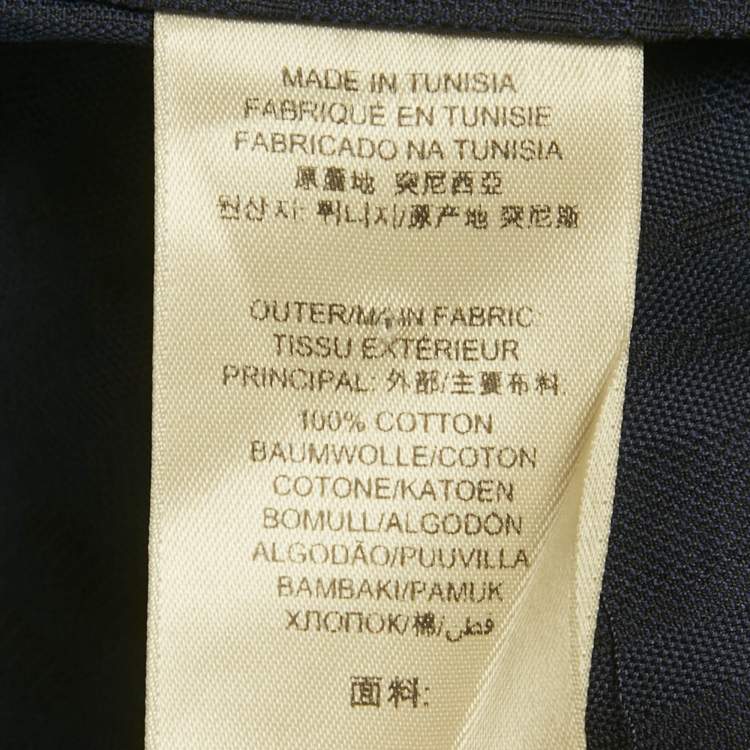 MADE IN TUNISIA
FABRIQUÉ EN TUNISIE
FABRICADO NA TUNISIA
原產地 突尼西亞
원산지: 튀니지/原产地 突尼斯
OUTER/MAIN FABRIC:
TISSU EXTÉRIEUR
PRINCIPAL: 外部/主要布料:
100% COTTON
BAUMWOLLE/COTON
COTONE/KATOEN
BOMULL/ALGODÓN
ALGODÃO/PUUVILLA
BAMBAKI/PAMUK
ХЛОПОК/棉/قطن
面料: